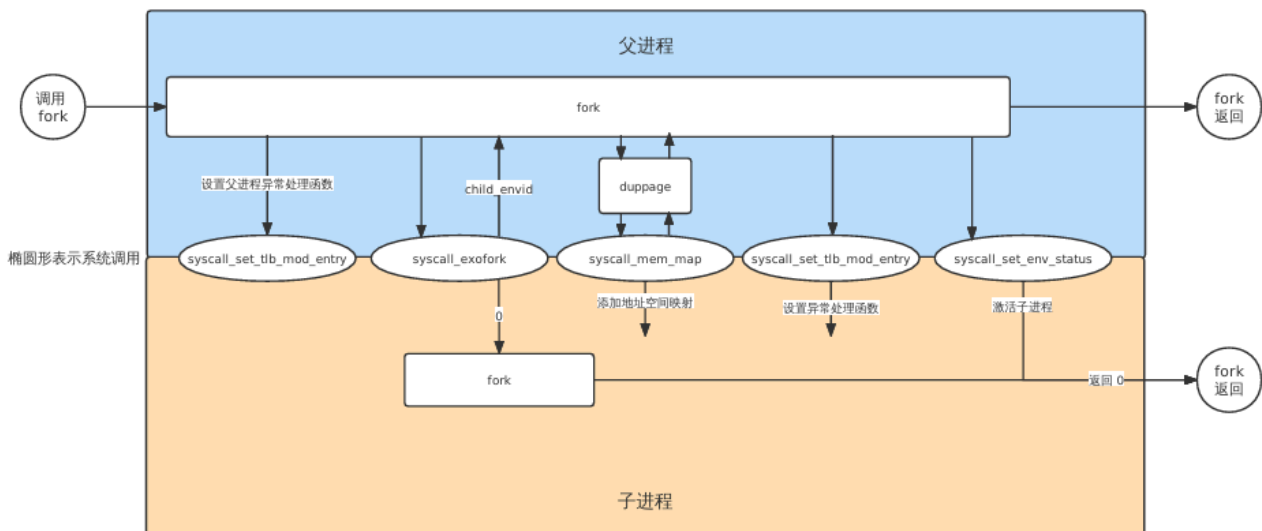 父进程
调用
fork
fork
fork
返回
设置父进程异常处理函数
child_envid
duppage
椭圆形表示系统调用
syscall_set_tlb_mod_entry
syscall_exofork
syscall_mem_map
syscall_set_tlb_mod_entry
syscall_set_env_status
0
添加地址空间映射
设置异常处理函数
激活子进程
fork
返回 0
fork
返回
子进程